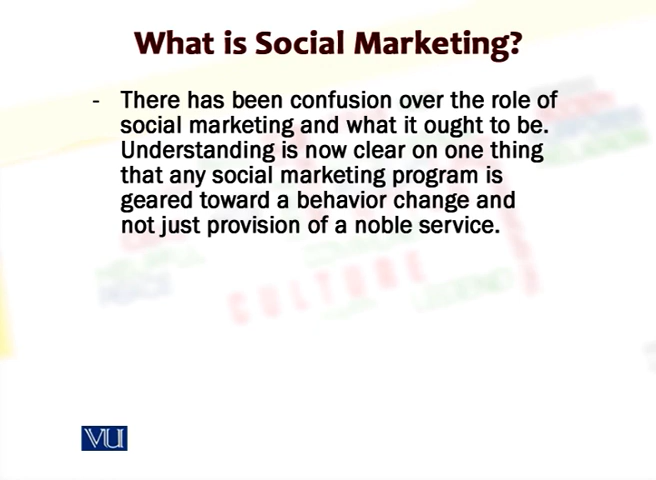 What is Social Marketing?
- There has been confusion over the role of
social marketing and what it ought to be.
Understanding is now clear on one thing
that any social marketing program is
geared toward a behavior change and
not just provision of a noble service.
CULTURE
VU